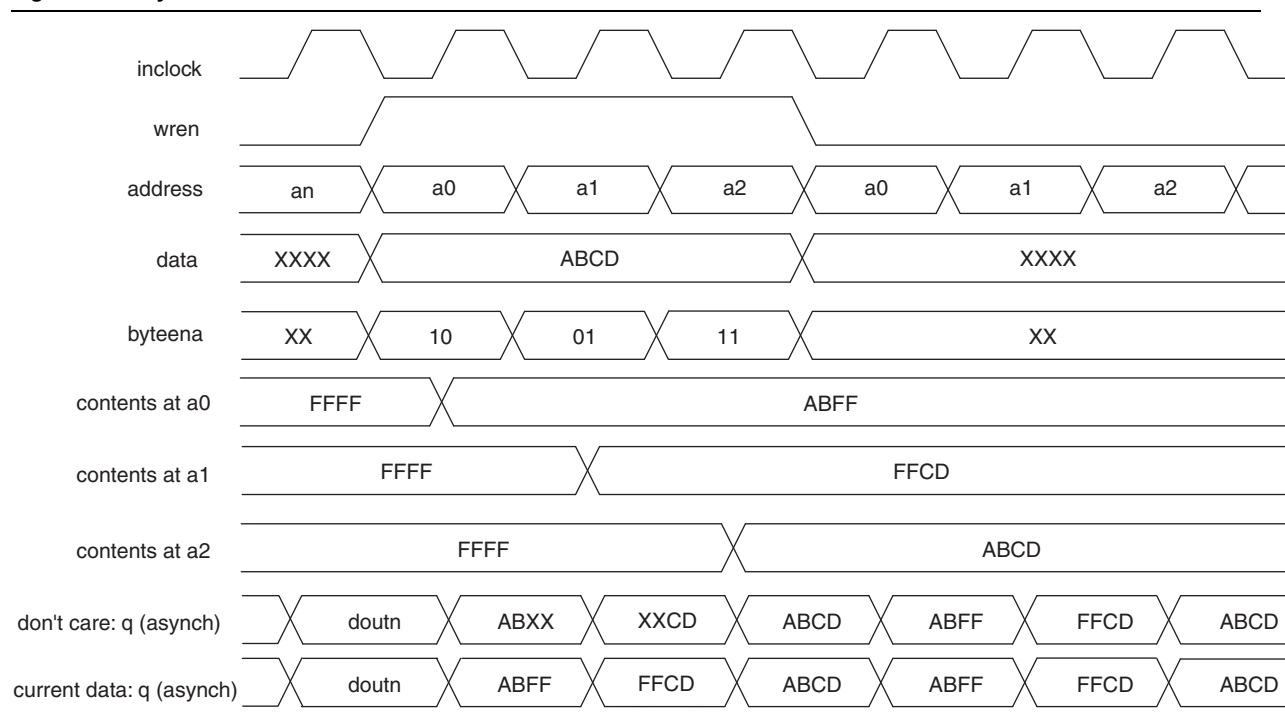 inclock
wren
address an a0 a1 a2 a0 a1 a2
data XXXX ABCD XXXX
byteena XX 10 01 11 XX
contents at a0 FFFF ABFF
contents at a1 FFFF FFCD
contents at a2 FFFF ABCD
don't care: q (asynch) doutn ABXX XXCD ABCD ABFF FFCD ABCD
current data: q (asynch) doutn ABFF FFCD ABCD ABFF FFCD ABCD